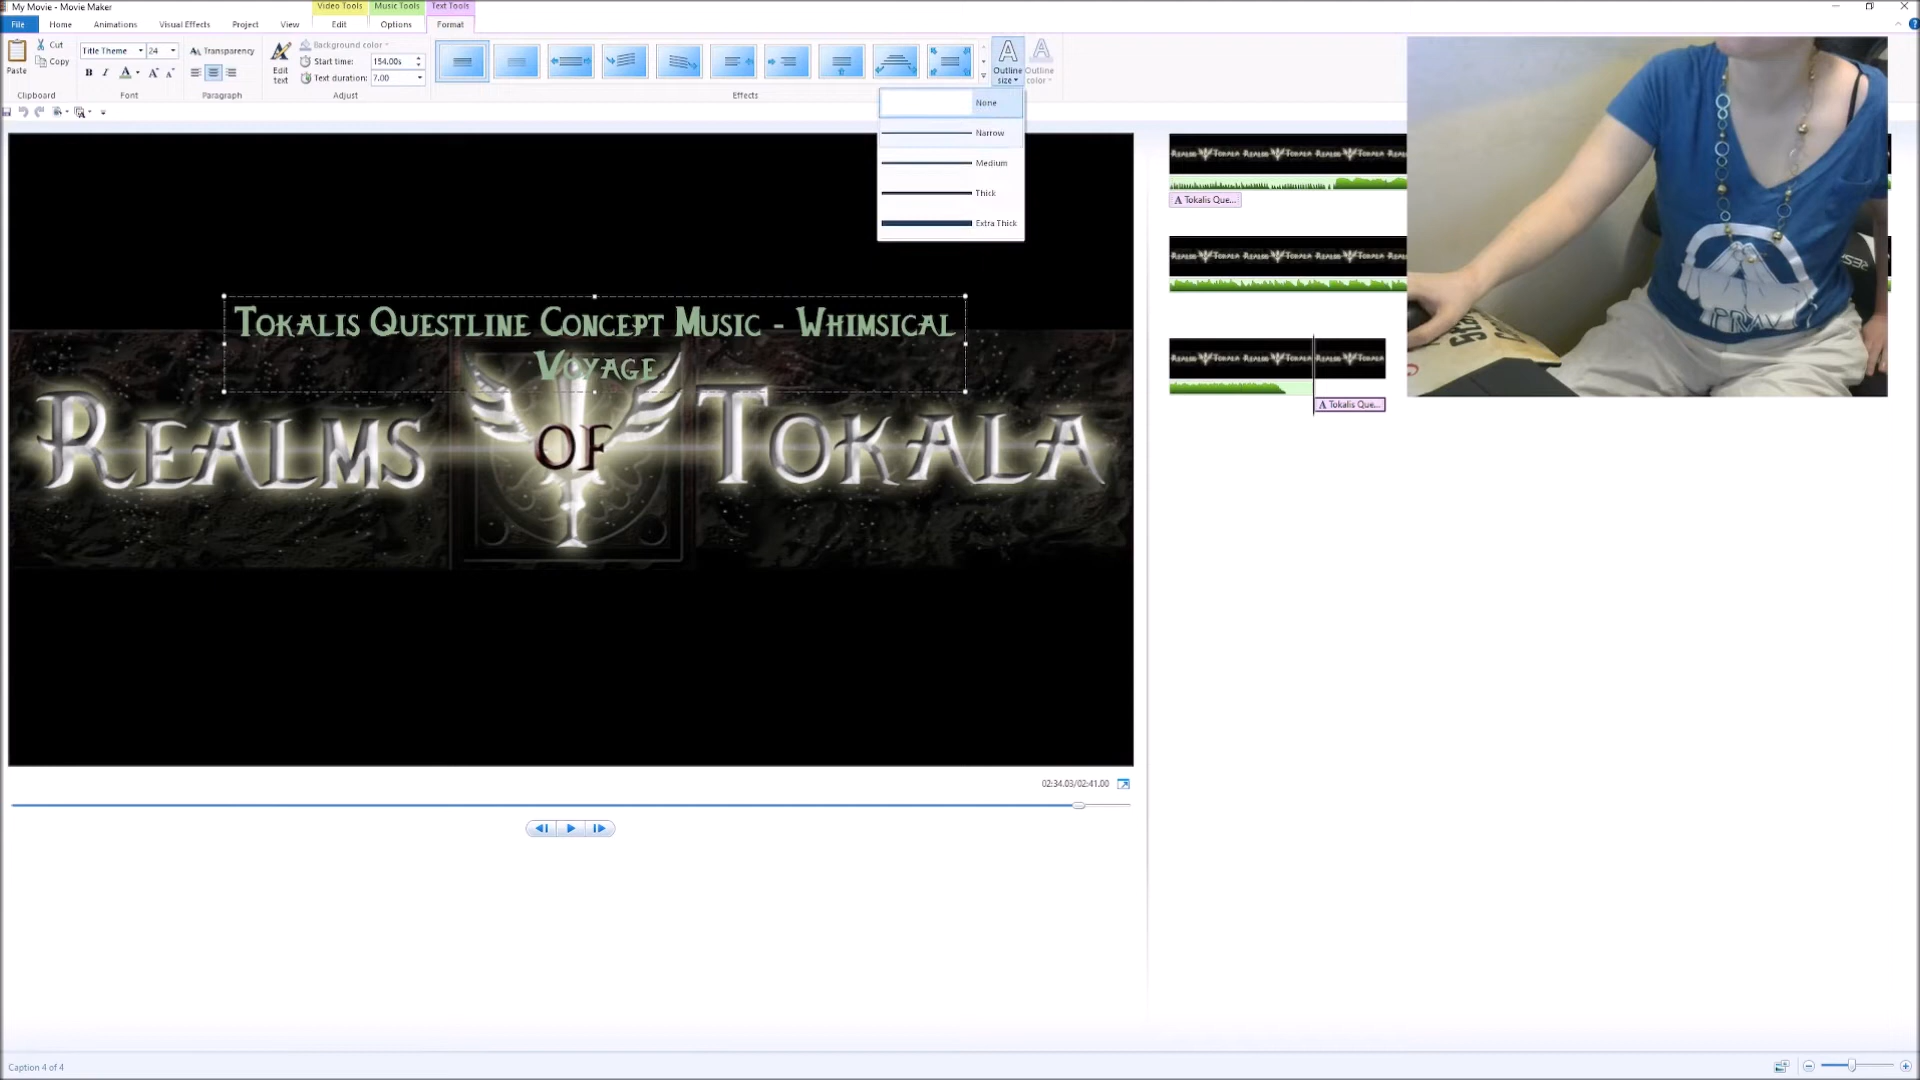 My Movie - Movie Maker
Video Tools
Music Tools
Text Tools
File
Home
Animations
Visual Effects
Project
View
Edit
Options
Format
Paste
Cut
Copy
Clipboard
Title Theme
24
B I A A A
Font
Transparency
Paragraph
Edit text
Background color
Start time: 154.00s
Text duration: 7.00
Adjust
Effects
Outline size
Outline color
None
Narrow
Medium
Thick
Extra Thick
Tokalis Questline Concept Music - Whimsical
Voyage
Realms of Tokala
02:34.03/02:41.00
A Tokalis Que...
A Tokalis Que...
PRAY
Caption 4 of 4